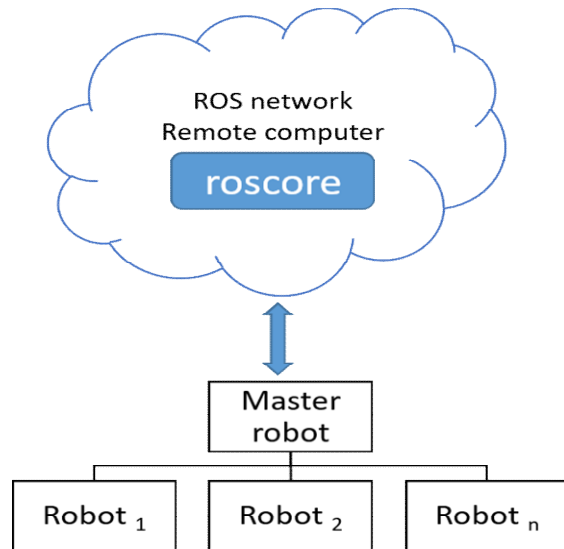 ROS network
Remote computer
roscore
Master
robot
Robot 1
Robot 2
Robot n